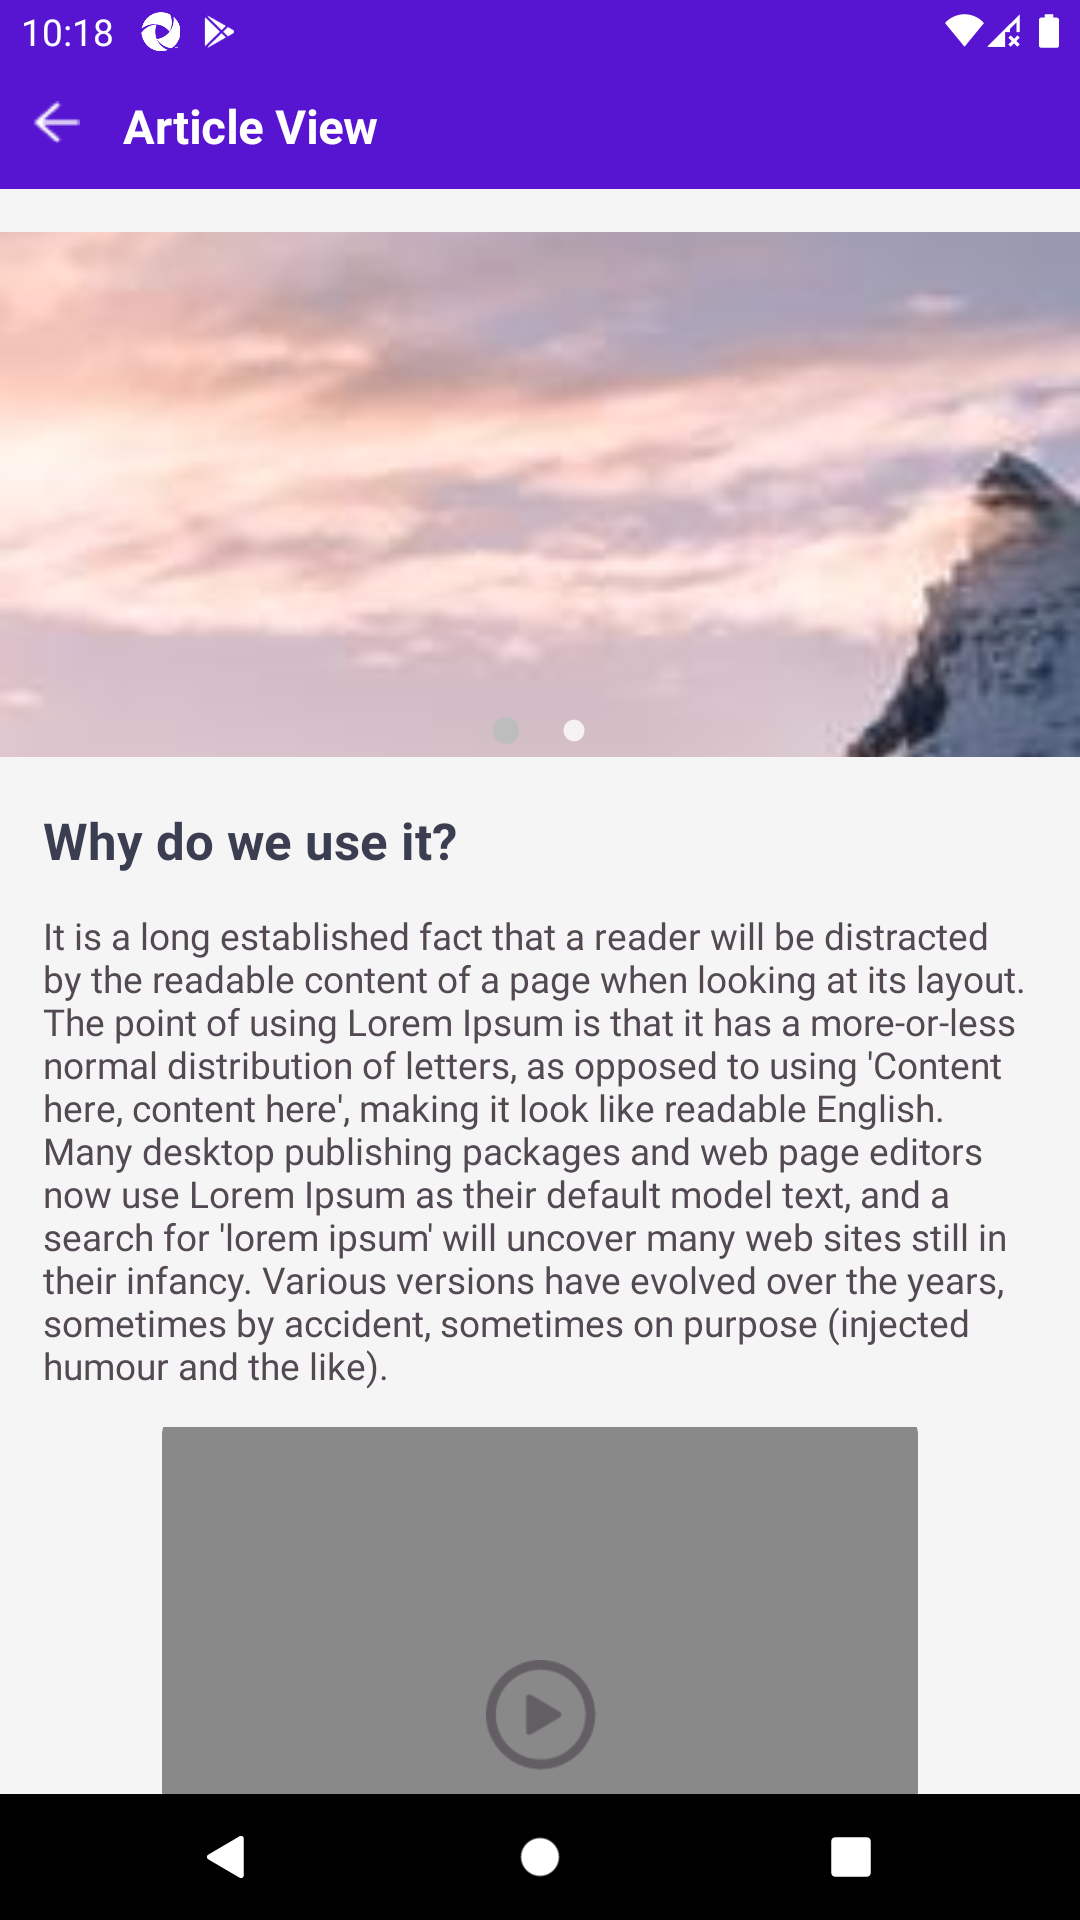 10:18
Article View
Why do we use it?
It is a long established fact that a reader will be distracted
by the readable content of a page when looking at its layout.
The point of using Lorem Ipsum is that it has a more-or-less
normal distribution of letters, as opposed to using 'Content
here, content here', making it look like readable English.
Many desktop publishing packages and web page editors
now use Lorem Ipsum as their default model text, and a
search for 'lorem ipsum' will uncover many web sites still in
their infancy. Various versions have evolved over the years,
sometimes by accident, sometimes on purpose (injected
humour and the like).